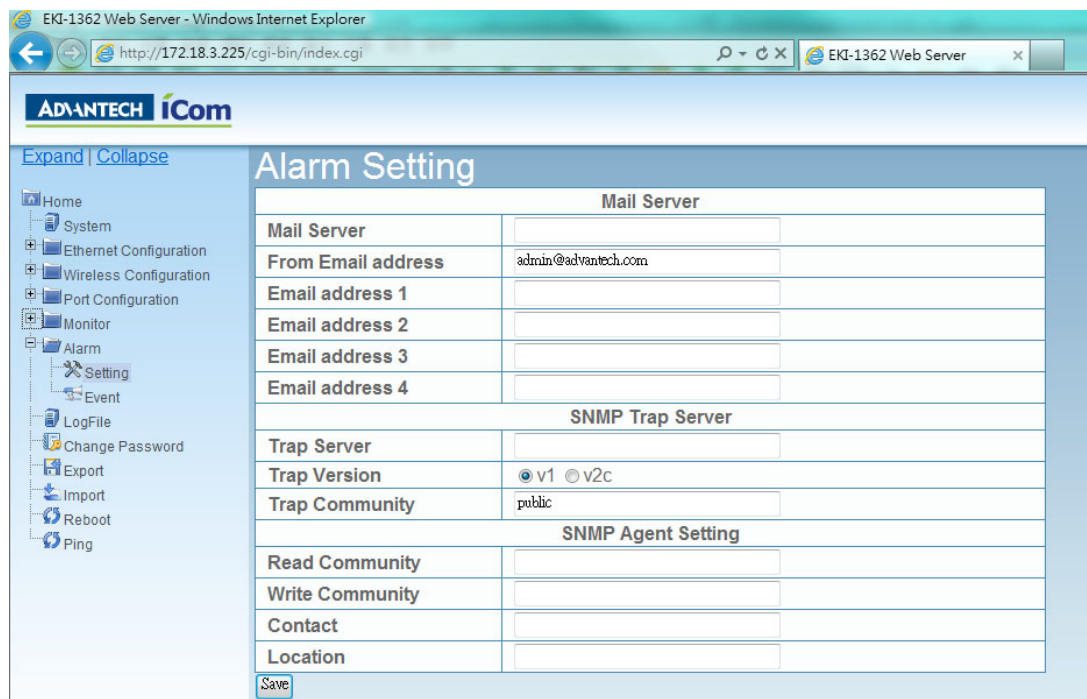 EKI-1362 Web Server - Windows Internet Explorer
http://172.18.3.225/cgi-bin/index.cgi
EKI-1362 Web Server
ADVANTECH iCom
Expand | Collapse
Home
System
Ethernet Configuration
Wireless Configuration
Port Configuration
Monitor
Alarm
Setting
Event
LogFile
Change Password
Export
Import
Reboot
Ping
Alarm Setting
Mail Server
Mail Server
From Email address admin@advantech.com
Email address 1
Email address 2
Email address 3
Email address 4
SNMP Trap Server
Trap Server
Trap Version v1 v2c
Trap Community public
SNMP Agent Setting
Read Community
Write Community
Contact
Location
Save